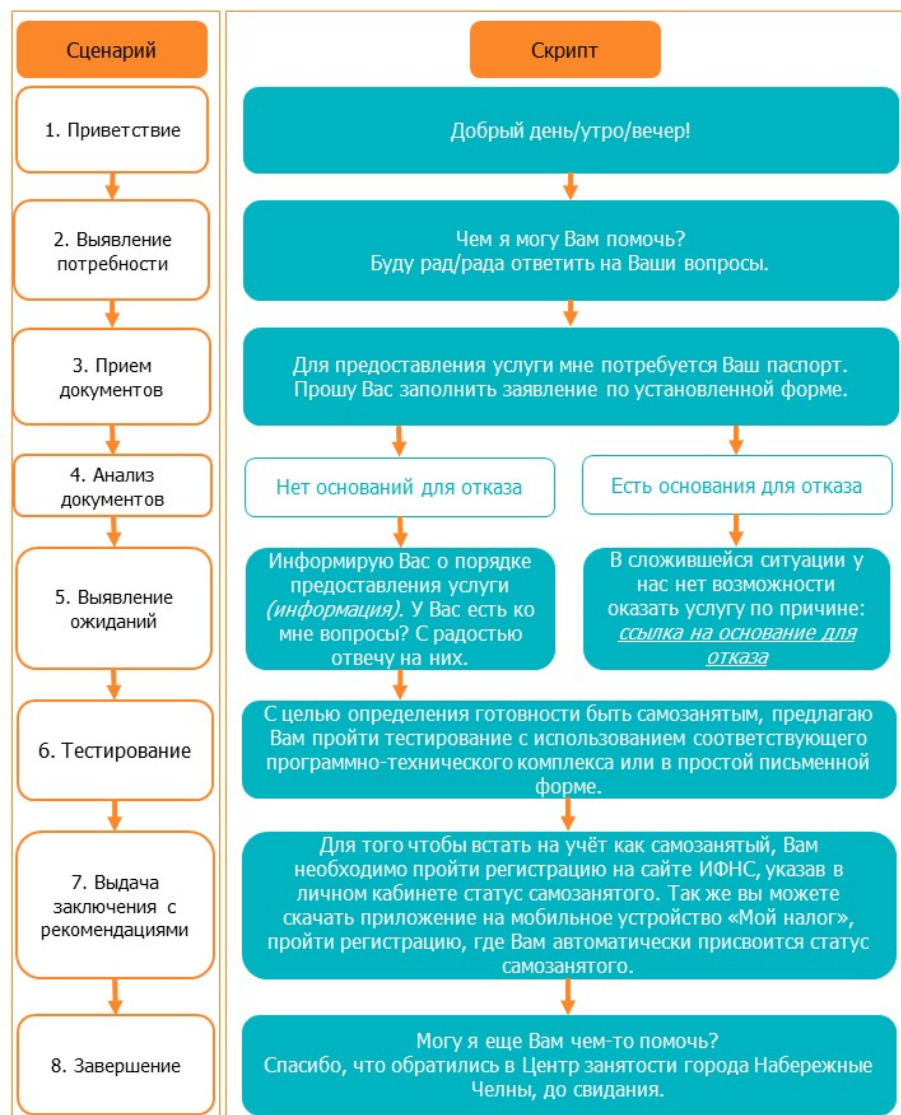 Сценарий
Скрипт
1. Приветствие
Добрый день/утро/вечер!
2. Выявление
потребности
Чем я могу Вам помочь?
Буду рад/рада ответить на Ваши вопросы.
3. Прием
документов
Для предоставления услуги мне потребуется Ваш паспорт.
Прошу Вас заполнить заявление по установленной форме.
4. Анализ
документов
Нет оснований для отказа
Есть основания для отказа
5. Выявление
ожиданий
Информирую Вас о порядке
предоставления услуги
(информация). У Вас есть ко
мне вопросы? С радостью
отвечу на них.
В сложившейся ситуации у
нас нет возможности
оказать услугу по причине:
ссылка на основание для
отказа
6. Тестирование
С целью определения готовности быть самозанятым, предлагаю
Вам пройти тестирование с использованием соответствующего
программно-технического комплекса или в простой письменной
форме.
7. Выдача
заключения с
рекомендациями
Для того чтобы встать на учёт как самозанятый, Вам
необходимо пройти регистрацию на сайте ИФНС, указав в
личном кабинете статус самозанятого. Так же вы можете
скачать приложение на мобильное устройство «Мой налог»,
пройти регистрацию, где Вам автоматически присвоится статус
самозанятого.
8. Завершение
Могу я еще Вам чем-то помочь?
Спасибо, что обратились в Центр занятости города Набережные
Челны, до свидания.